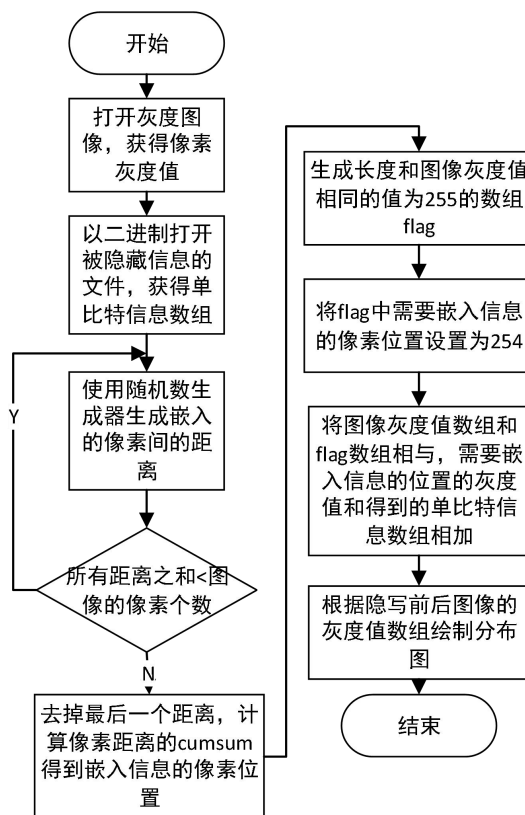 开始
打开灰度图
像，获得像素
灰度值
以二进制打开
被隐藏信息的
文件，获得单
比特信息数组
Y
使用随机数生
成器生成嵌入
的像素间的距
离
所有距离之和<图
像的像素个数
N
去掉最后一个距离，计
算像素距离的cumsum
得到嵌入信息的像素位
置
生成长度和图像灰度值
相同的值为255的数组
flag
将flag中需要嵌入信息
的像素位置设置为254
将图像灰度值数组和
flag数组相与，需要嵌
入信息的位置的灰度
值和得到的单比特信
息数组相加
根据隐写前后图像的
灰度值数组绘制分布
图
结束